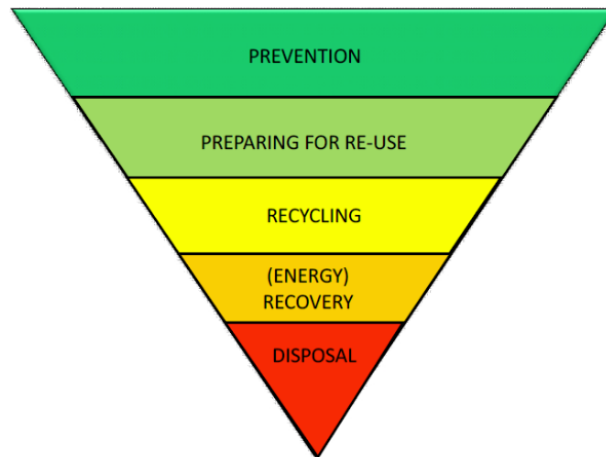 PREVENTION
PREPARING FOR RE-USE
RECYCLING
(ENERGY)
RECOVERY
DISPOSAL